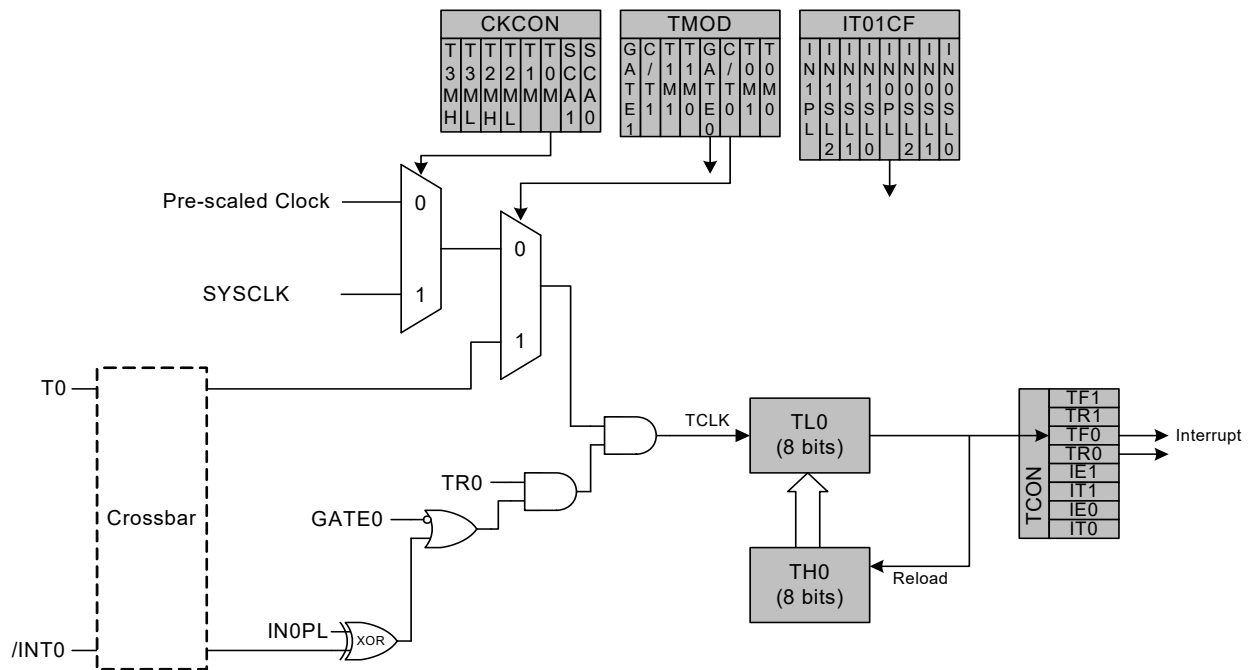 CKCON
TMOD
IT01CF
T3MH
T3ML
T2MH
T2ML
T1M
T0M
SCA1
SCA0
GATE1
C/T1
T1M1
T1M0
GATE0
C/T0
T0M1
T0M0
IN1PL
IN1SL2
IN1SL1
IN1SL0
IN0PL
IN0SL2
IN0SL1
IN0SL0
Pre-scaled Clock
0
0
SYSCLK
1
1
T0
TCLK
TL0
(8 bits)
TCON
TF1
TR1
TF0
TR0
IE1
IT1
IE0
IT0
Interrupt
TR0
Crossbar
GATE0
TH0
(8 bits)
Reload
IN0PL
XOR
/INT0